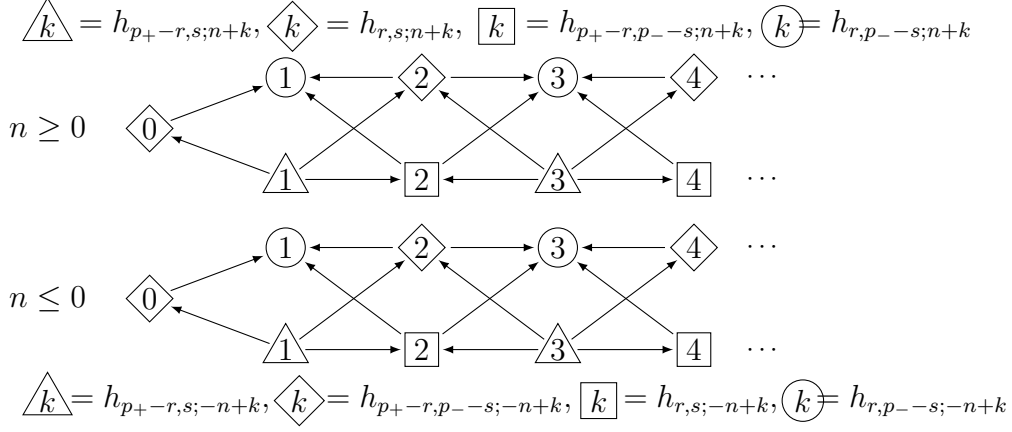 k = h_{p_+-r,s;n+k}, k = h_{r,s;n+k}, k = h_{p_+-r,p_--s;n+k}, k = h_{r,p_--s;n+k}
1 2 3 4 ⋯
n ≥ 0 0
1 2 3 4 ⋯
1 2 3 4 ⋯
n ≤ 0 0
1 2 3 4 ⋯
k = h_{p_+-r,s;-n+k}, k = h_{p_+-r,p_--s;-n+k}, k = h_{r,s;-n+k}, k = h_{r,p_--s;-n+k}